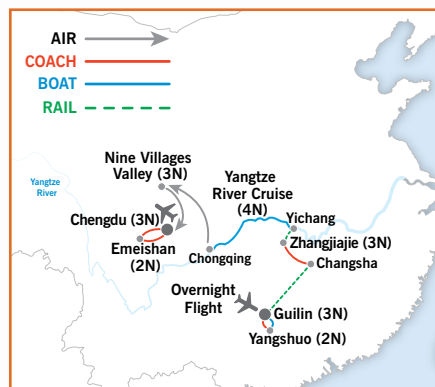 AIR
COACH
BOAT
RAIL
Nine Villages
Valley (3N)
Yangtze
River Cruise
(4N)
Yangtze
River
Chengdu (3N)
Emeishan
(2N)
Chongqing
Yichang
Zhangjiajie (3N)
Changsha
Overnight
Flight
Guilin (3N)
Yangshuo (2N)